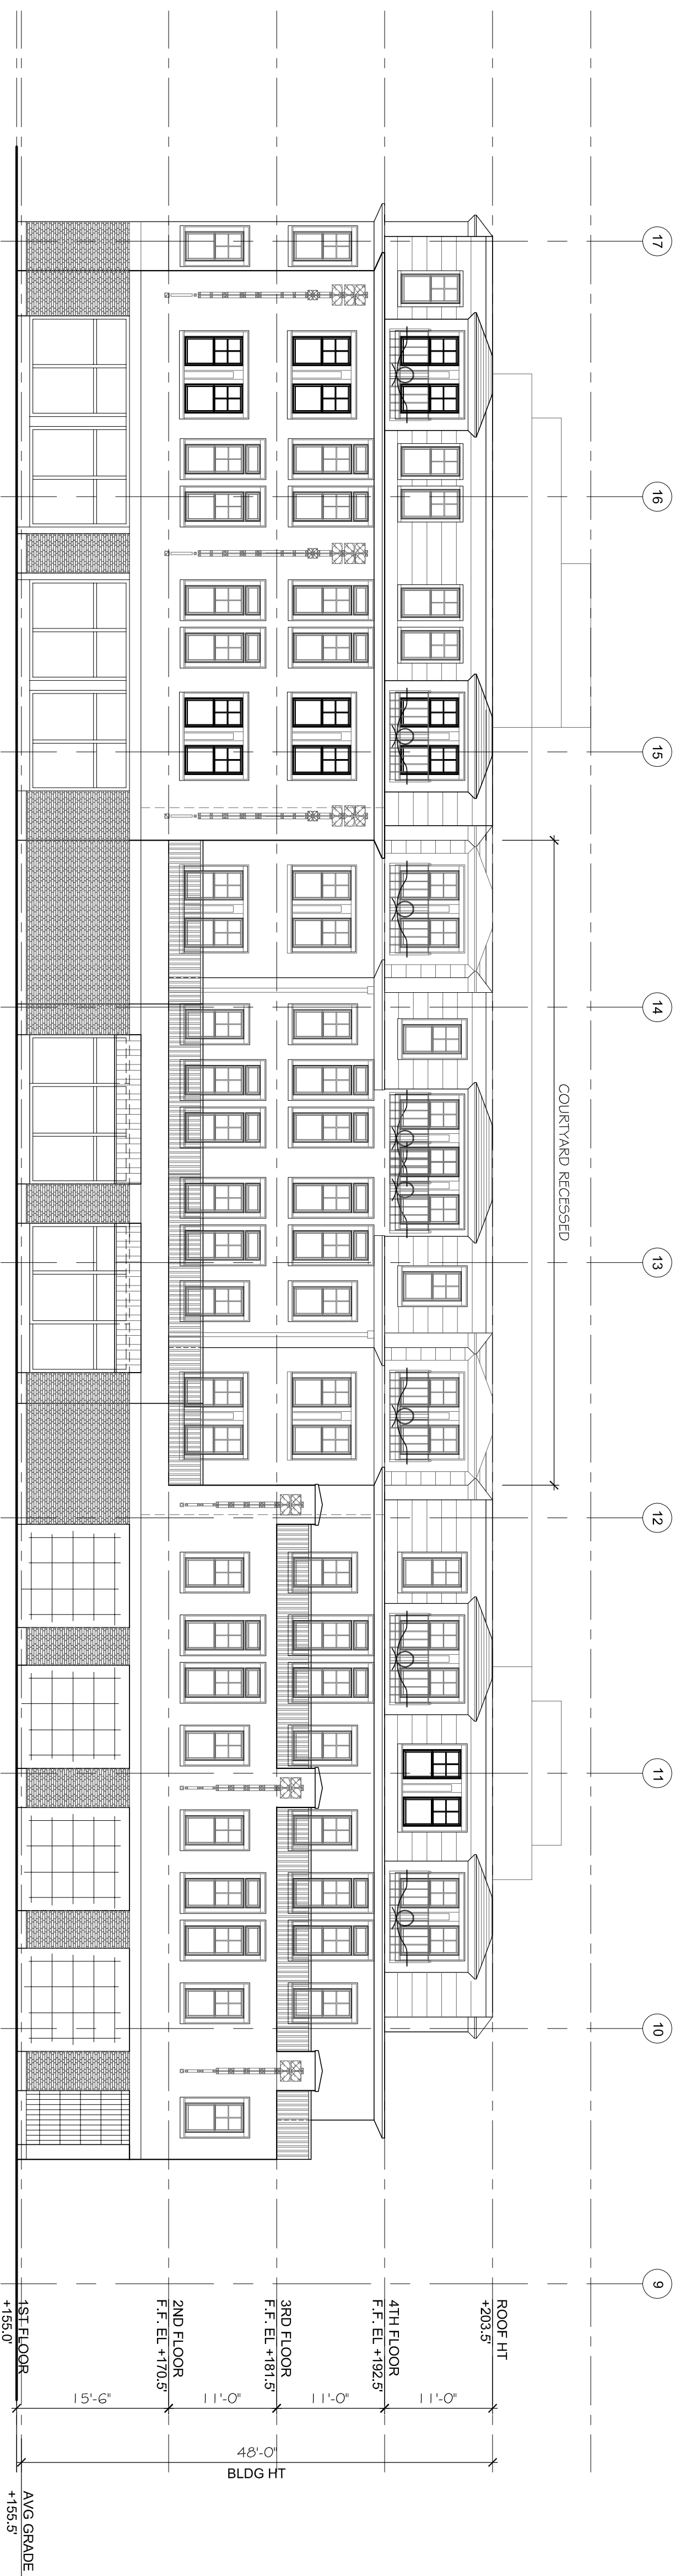 17
16
15
14
13
12
11
10
9
COURTYARD RECESSED
ROOF HT
+203.5'
4TH FLOOR
F.F. EL +192.5'
3RD FLOOR
F.F. EL +181.5'
2ND FLOOR
F.F. EL +170.5'
1ST FLOOR
+155.0'
11'-0"
11'-0"
11'-0"
15'-6"
48'-0"
BLDG HT
AVG GRADE
+155.5'